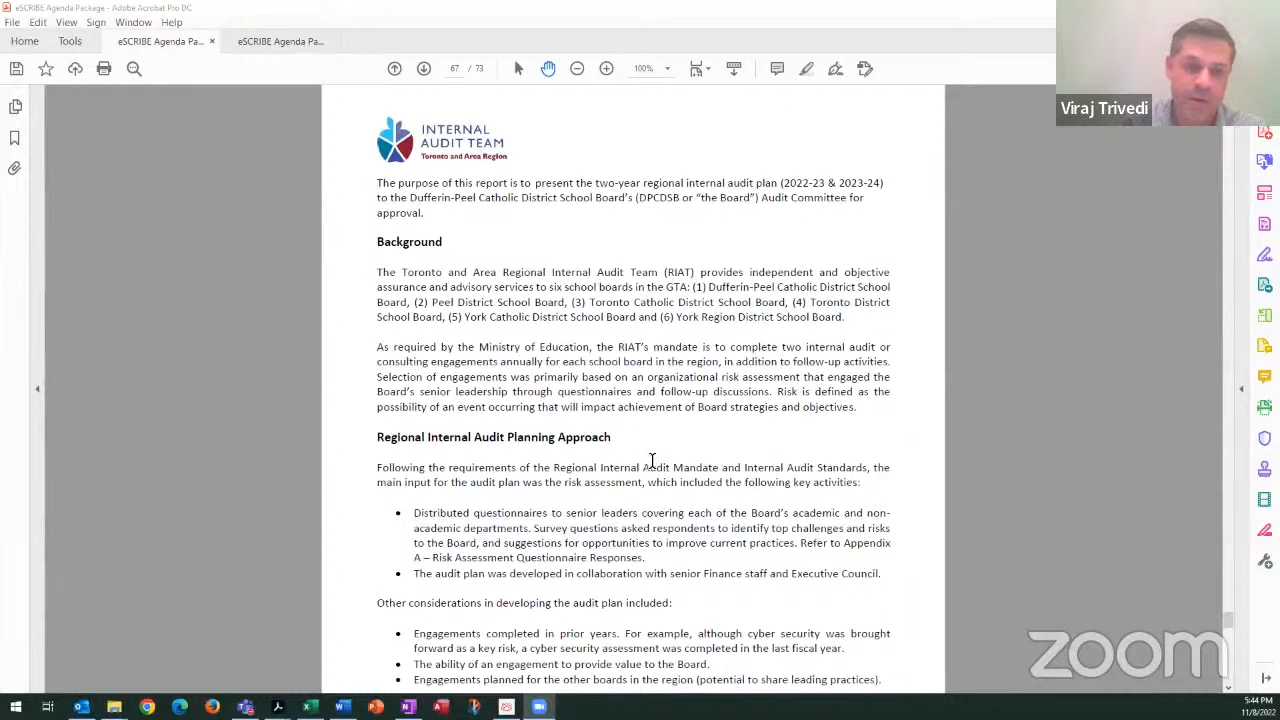 eSCRIBE Agenda Package - Adobe Acrobat Pro DC
File Edit View Sign Window Help
Home Tools eSCRIBE Agenda Pa... × eSCRIBE Agenda Pa...
67 / 73 100%
Viraj Trivedi
INTERNAL
AUDIT TEAM
Toronto and Area Region
The purpose of this report is to present the two-year regional internal audit plan (2022-23 & 2023-24)
to the Dufferin-Peel Catholic District School Board's (DPCDSB or "the Board") Audit Committee for
approval.
Background
The Toronto and Area Regional Internal Audit Team (RIAT) provides independent and objective
assurance and advisory services to six school boards in the GTA: (1) Dufferin-Peel Catholic District School
Board, (2) Peel District School Board, (3) Toronto Catholic District School Board, (4) Toronto District
School Board, (5) York Catholic District School Board and (6) York Region District School Board.
As required by the Ministry of Education, the RIAT's mandate is to complete two internal audit or
consulting engagements annually for each school board in the region, in addition to follow-up activities.
Selection of engagements was primarily based on an organizational risk assessment that engaged the
Board's senior leadership through questionnaires and follow-up discussions. Risk is defined as the
possibility of an event occurring that will impact achievement of Board strategies and objectives.
Regional Internal Audit Planning Approach
Following the requirements of the Regional Internal Audit Mandate and Internal Audit Standards, the
main input for the audit plan was the risk assessment, which included the following key activities:
• Distributed questionnaires to senior leaders covering each of the Board's academic and non-
academic departments. Survey questions asked respondents to identify top challenges and risks
to the Board, and suggestions for opportunities to improve current practices. Refer to Appendix
A – Risk Assessment Questionnaire Responses.
• The audit plan was developed in collaboration with senior Finance staff and Executive Council.
Other considerations in developing the audit plan included:
• Engagements completed in prior years. For example, although cyber security was brought
forward as a key risk, a cyber security assessment was completed in the last fiscal year.
• The ability of an engagement to provide value to the Board.
• Engagements planned for the other boards in the region (potential to share leading practices).
zoom
5:44 PM
11/8/2022